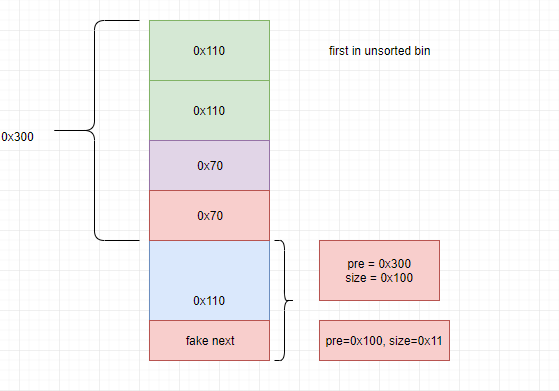 0x110
first in unsorted bin
0x110
0x300
0x70
0x70
pre = 0x300
size = 0x100
0x110
fake next
pre=0x100, size=0x11